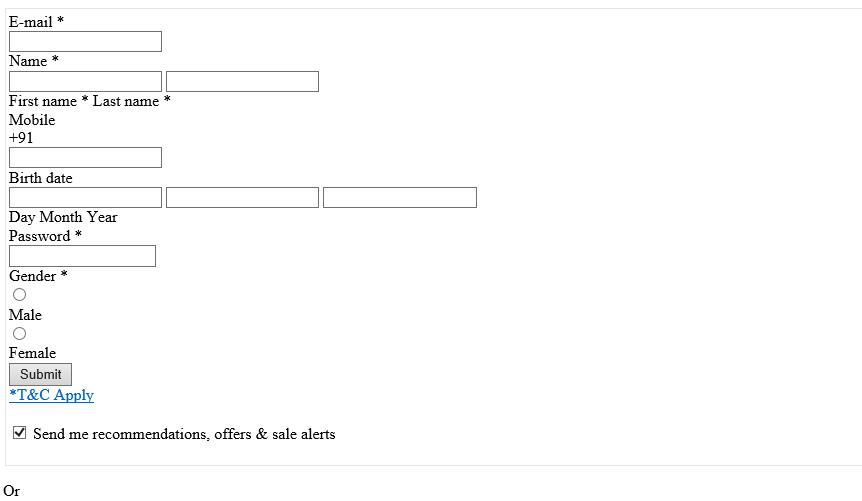 E-mail *
Name *
First name * Last name *
Mobile
+91
Birth date
Day Month Year
Password *
Gender *
Male
Female
Submit
*T&C Apply
Send me recommendations, offers & sale alerts
Or